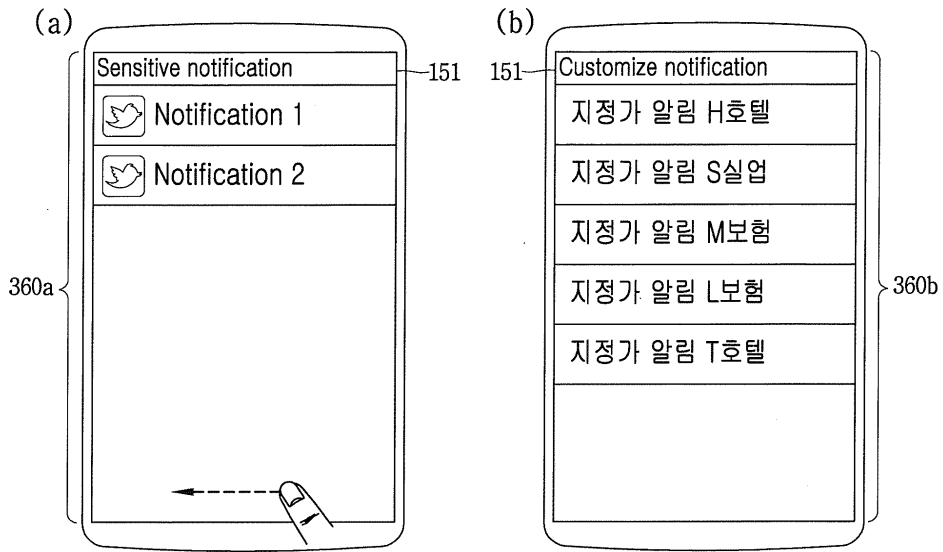 (a)
Sensitive notification
151
Notification 1
Notification 2
360a
(b)
151
Customize notification
지정가 알림 H호텔
지정가 알림 S실업
지정가 알림 M보험
지정가 알림 L보험
지정가 알림 T호텔
360b